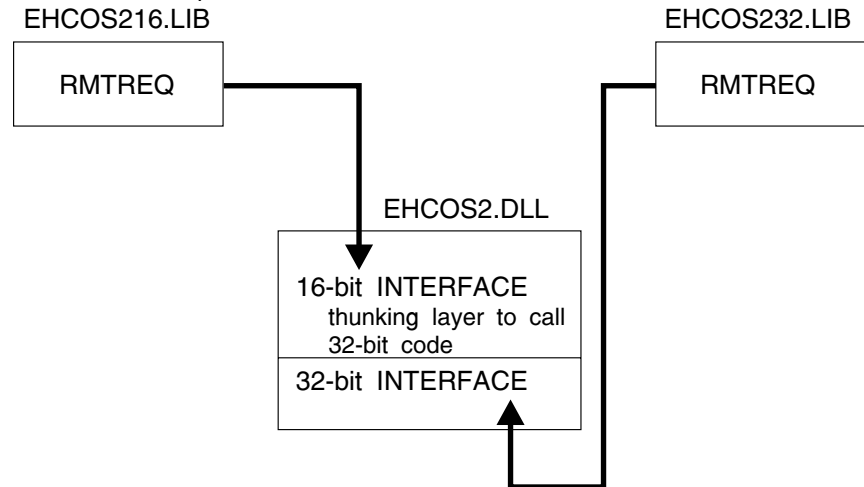 EHCOS216.LIB
EHCOS232.LIB
RMTREQ
RMTREQ
EHCOS2.DLL
16-bit INTERFACE
thunking layer to call
32-bit code
32-bit INTERFACE